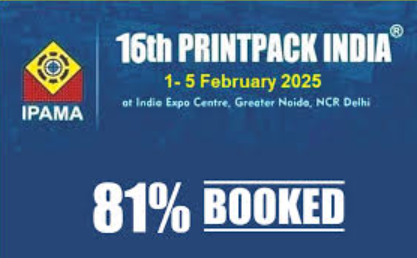 16th PRINTPACK INDIA®
1- 5 February 2025
at India Expo Centre, Greater Noida, NCR Delhi
IPAMA
81% BOOKED